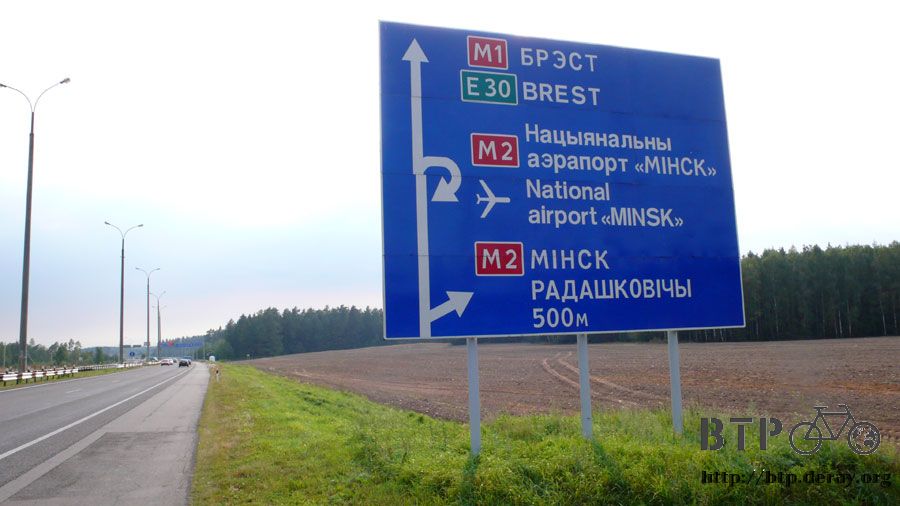 M1 БРЭСТ
E 30 BREST
M2 Нацыянальны
аэрапорт «МІНСК»
National
airport «MINSK»
M2 МІНСК
РАДАШКОВІЧЫ
500м
BTP
http://btp.deray.org